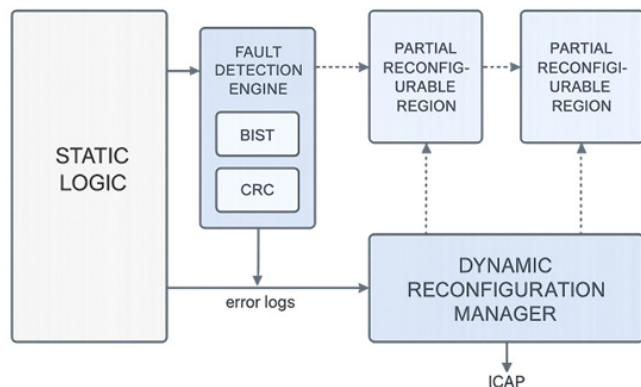 STATIC
LOGIC
FAULT
DETECTION
ENGINE
BIST
CRC
PARTIAL
RECONFIG-
URABLE
REGION
PARTIAL
RECONFIGI-
URABLE
REGION
error logs
DYNAMIC
RECONFIGURATION
MANAGER
ICAP